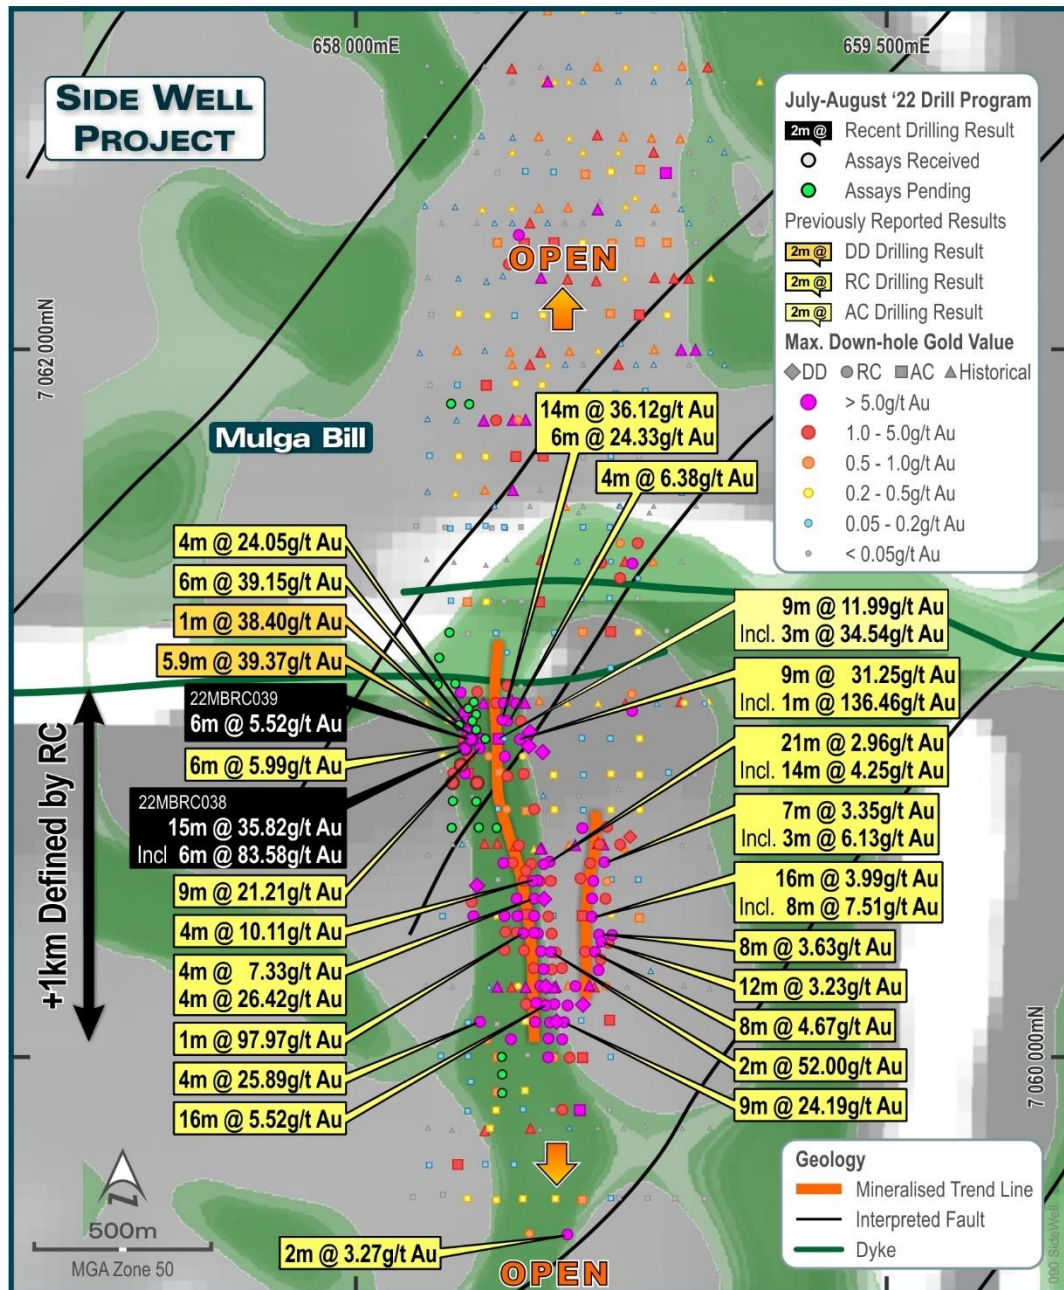 658 000mE
659 500mE
SIDE WELL
PROJECT
July-August '22 Drill Program
2m @ Recent Drilling Result
Assays Received
Assays Pending
Previously Reported Results
2m @ DD Drilling Result
2m @ RC Drilling Result
2m @ AC Drilling Result
Max. Down-hole Gold Value
DD RC AC Historical
> 5.0g/t Au
1.0 - 5.0g/t Au
0.5 - 1.0g/t Au
0.2 - 0.5g/t Au
0.05 - 0.2g/t Au
< 0.05g/t Au
OPEN
7 062 000mN
Mulga Bill
14m @ 36.12g/t Au
6m @ 24.33g/t Au
4m @ 6.38g/t Au
4m @ 24.05g/t Au
6m @ 39.15g/t Au
1m @ 38.40g/t Au
5.9m @ 39.37g/t Au
22MBRC039
6m @ 5.52g/t Au
6m @ 5.99g/t Au
22MBRC038
15m @ 35.82g/t Au
Incl 6m @ 83.58g/t Au
9m @ 21.21g/t Au
4m @ 10.11g/t Au
4m @ 7.33g/t Au
4m @ 26.42g/t Au
1m @ 97.97g/t Au
4m @ 25.89g/t Au
16m @ 5.52g/t Au
+1km Defined by RC
9m @ 11.99g/t Au
Incl. 3m @ 34.54g/t Au
9m @ 31.25g/t Au
Incl. 1m @ 136.46g/t Au
21m @ 2.96g/t Au
Incl. 14m @ 4.25g/t Au
7m @ 3.35g/t Au
Incl. 3m @ 6.13g/t Au
16m @ 3.99g/t Au
Incl. 8m @ 7.51g/t Au
8m @ 3.63g/t Au
12m @ 3.23g/t Au
8m @ 4.67g/t Au
2m @ 52.00g/t Au
9m @ 24.19g/t Au
7 060 000mN
N
500m
MGA Zone 50
2m @ 3.27g/t Au
OPEN
Geology
Mineralised Trend Line
Interpreted Fault
Dyke
090 SideWell